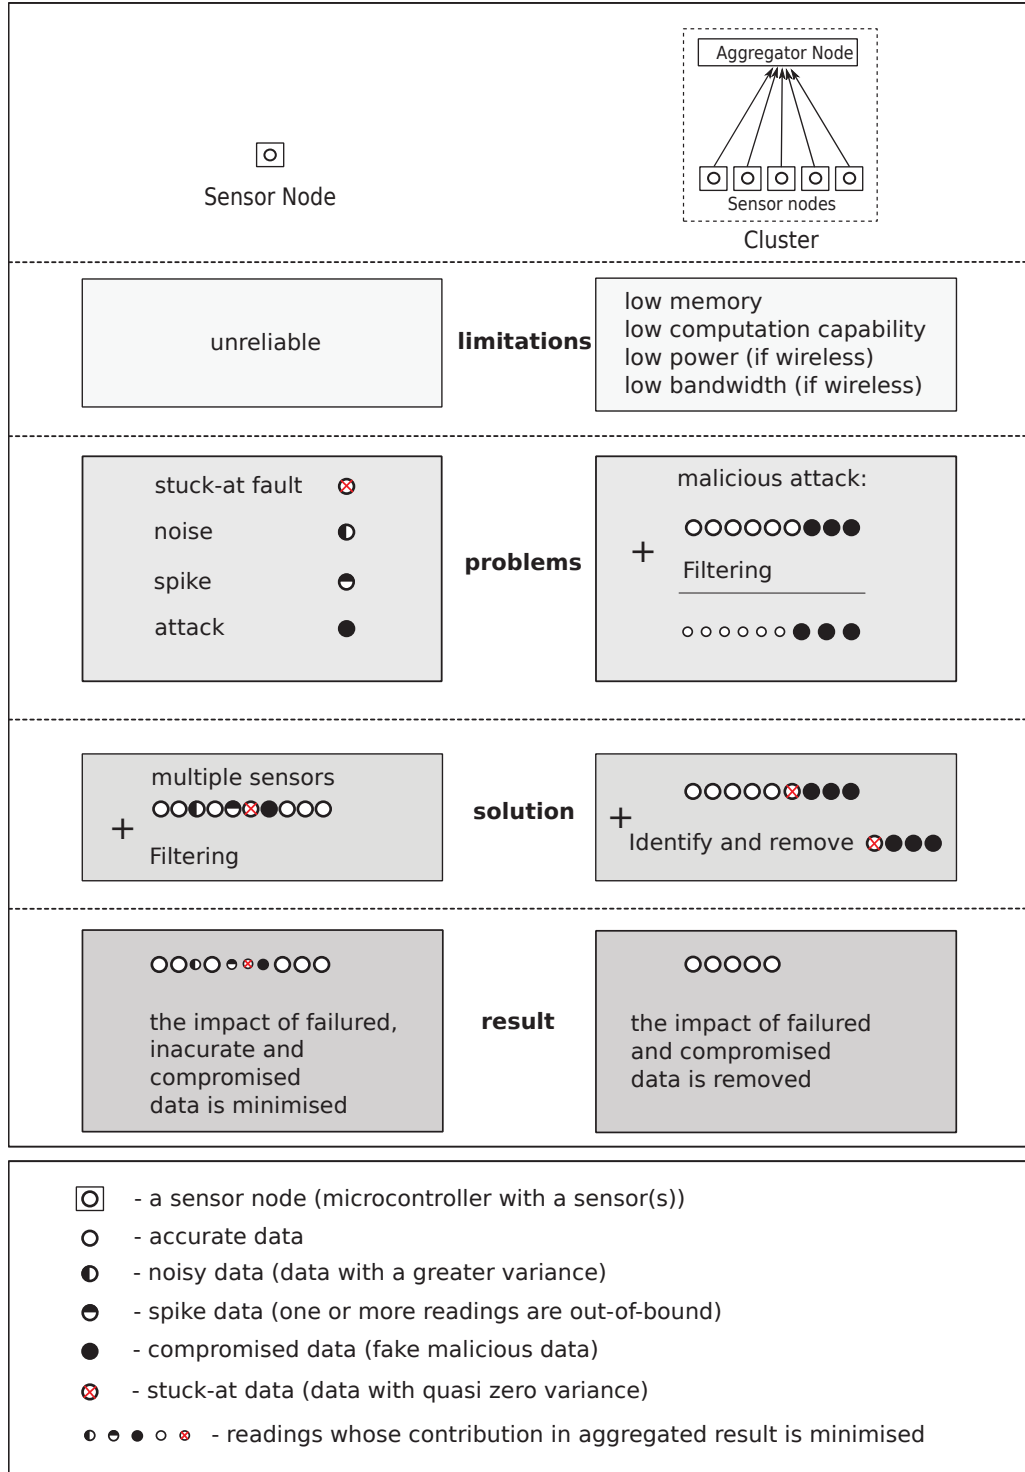 Aggregator Node
Sensor nodes
Sensor Node
Cluster
unreliable
limitations
low memory
low computation capability
low power (if wireless)
low bandwidth (if wireless)
stuck-at fault
noise
spike
attack
problems
malicious attack:
+
Filtering
multiple sensors
+
Filtering
solution
+
Identify and remove
the impact of failured,
inacurate and
compromised
data is minimised
result
the impact of failured
and compromised
data is removed
- a sensor node (microcontroller with a sensor(s))
- accurate data
- noisy data (data with a greater variance)
- spike data (one or more readings are out-of-bound)
- compromised data (fake malicious data)
- stuck-at data (data with quasi zero variance)
- readings whose contribution in aggregated result is minimised